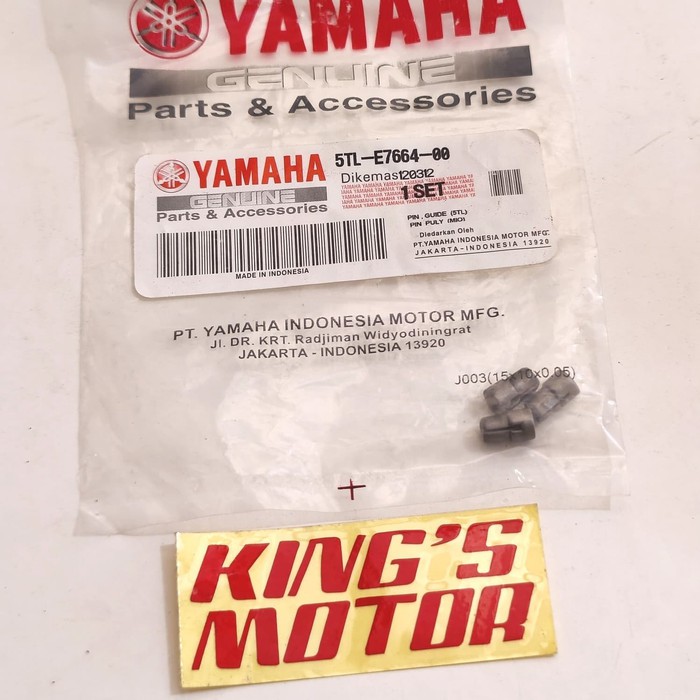 YAMAHA
GENUINE
Parts & Accessories
YAMAHA
GENUINE
Parts & Accessories
MADE IN INDONESIA
5TL-E7664-00
Dikemas120312
1 SET
PIN, GUIDE (5TL)
PIN PULY (MIO)
Diedarkan Oleh
PT.YAMAHA INDONESIA MOTOR MFG.
JAKARTA-INDONESIA 13920
PT. YAMAHA INDONESIA MOTOR MFG.
Jl. DR. KRT. Radjiman Widyodiningrat
JAKARTA - INDONESIA 13920
J003(15x10x0.05)
KING'S
MOTOR